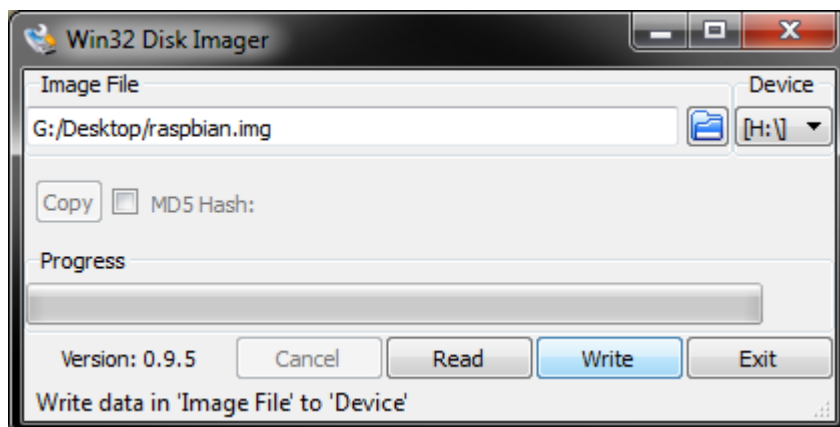 Win32 Disk Imager
Image File
Device
G:/Desktop/raspbian.img
[H:\]
Copy
MD5 Hash:
Progress
Version: 0.9.5
Cancel
Read
Write
Exit
Write data in 'Image File' to 'Device'